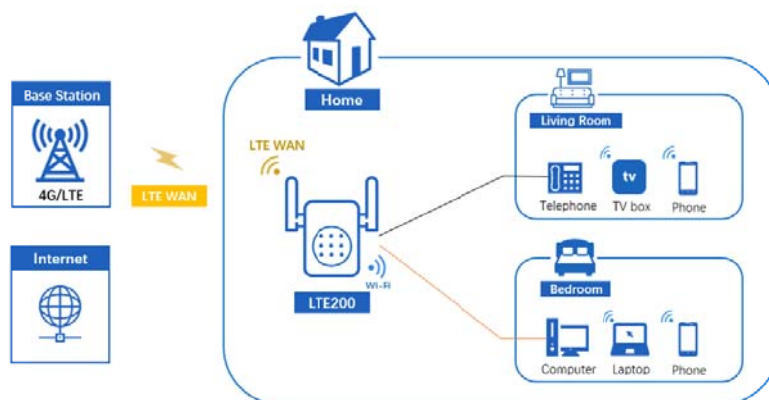 Base Station
4G/LTE
LTE WAN
Internet
Home
LTE WAN
LTE200
Wi-Fi
Living Room
Telephone
tv
TV box
Phone
Bedroom
Computer
Laptop
Phone